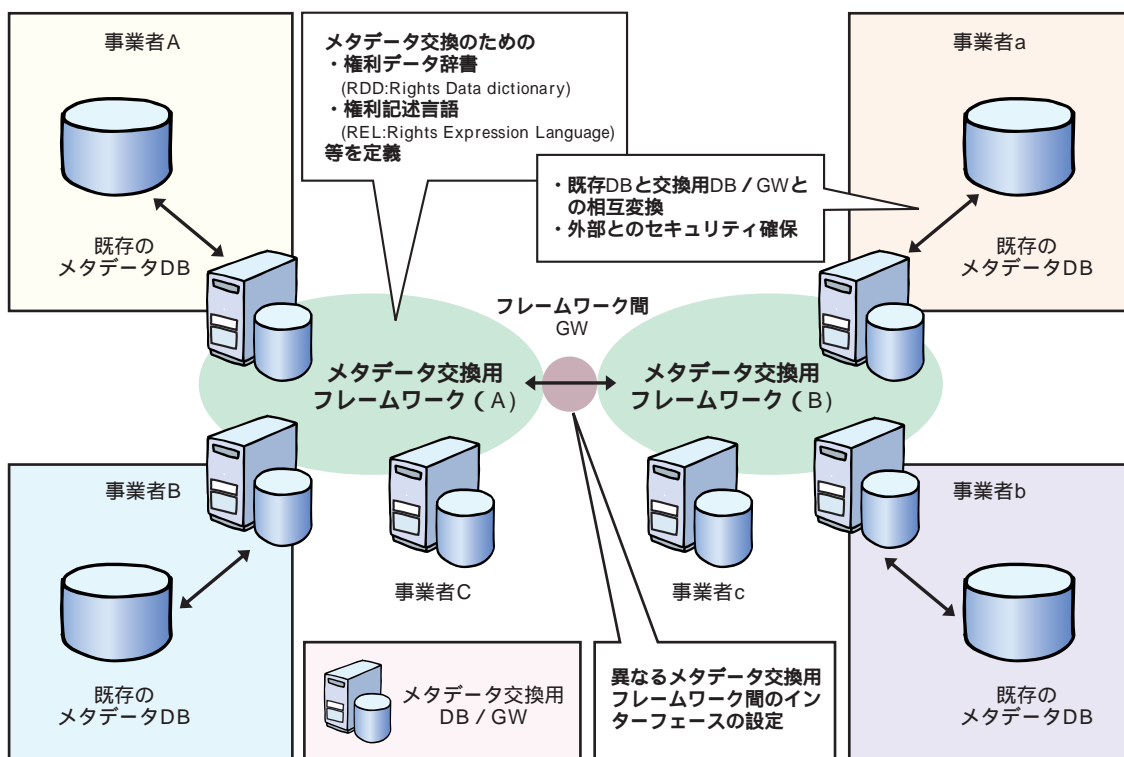 事業者A
メタデータ交換のための
・権利データ辞書
(RDD:Rights Data dictionary)
・権利記述言語
(REL:Rights Expression Language)
等を定義
事業者a
・既存DBと交換用DB/GWと
の相互変換
・外部とのセキュリティ確保
既存の
メタデータDB
既存の
メタデータDB
フレームワーク間
GW
メタデータ交換用
フレームワーク(A)
メタデータ交換用
フレームワーク(B)
事業者B
事業者b
事業者C
事業者c
既存の
メタデータDB
メタデータ交換用
DB/GW
異なるメタデータ交換用
フレームワーク間のイン
ターフェースの設定
既存の
メタデータDB